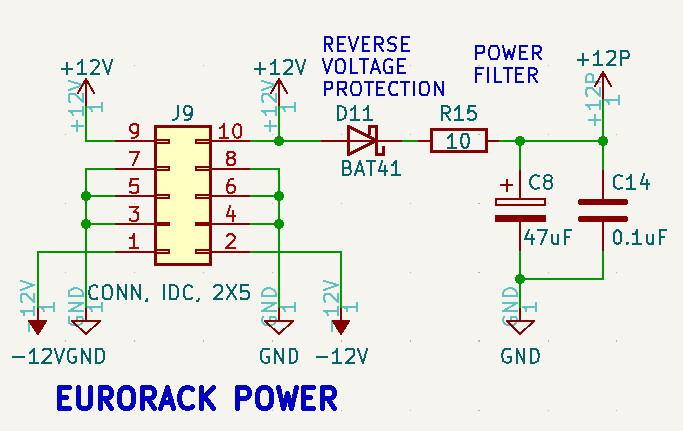 REVERSE
VOLTAGE
PROTECTION
POWER
FILTER
+12V
+12V
+12P
+12V
1
+12V
1
+12P
1
J9
D11
R15
9
10
10
BAT41
7
8
5
6
3
4
1
2
+
C8
47uF
C14
0.1uF
CONN, IDC, 2X5
-12V
1
GND
1
GND
1
-12V
1
GND
1
-12V
GND
GND
-12V
GND
EURORACK POWER